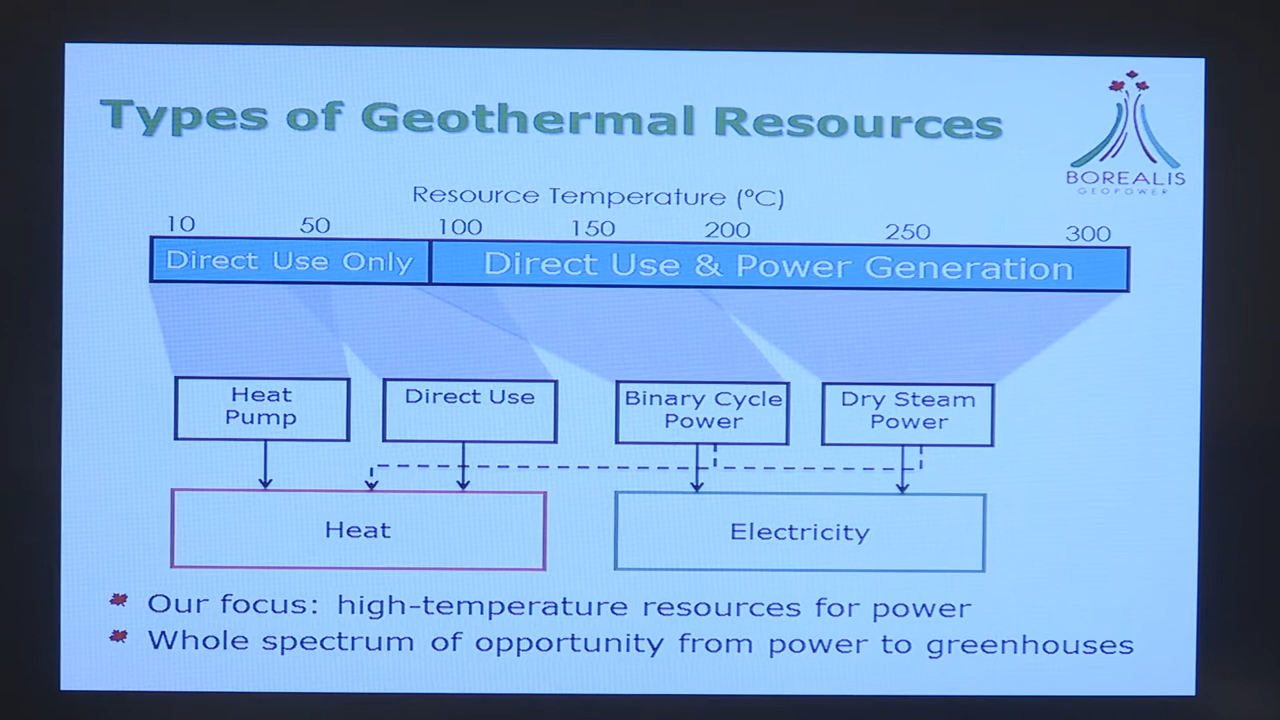 Types of Geothermal Resources
BOREALIS
GEOPOWER
Resource Temperature (ºC)
10 50 100 150 200 250 300
Direct Use Only Direct Use & Power Generation
Heat
Pump
Direct Use
Binary Cycle
Power
Dry Steam
Power
Heat
Electricity
Our focus: high-temperature resources for power
Whole spectrum of opportunity from power to greenhouses